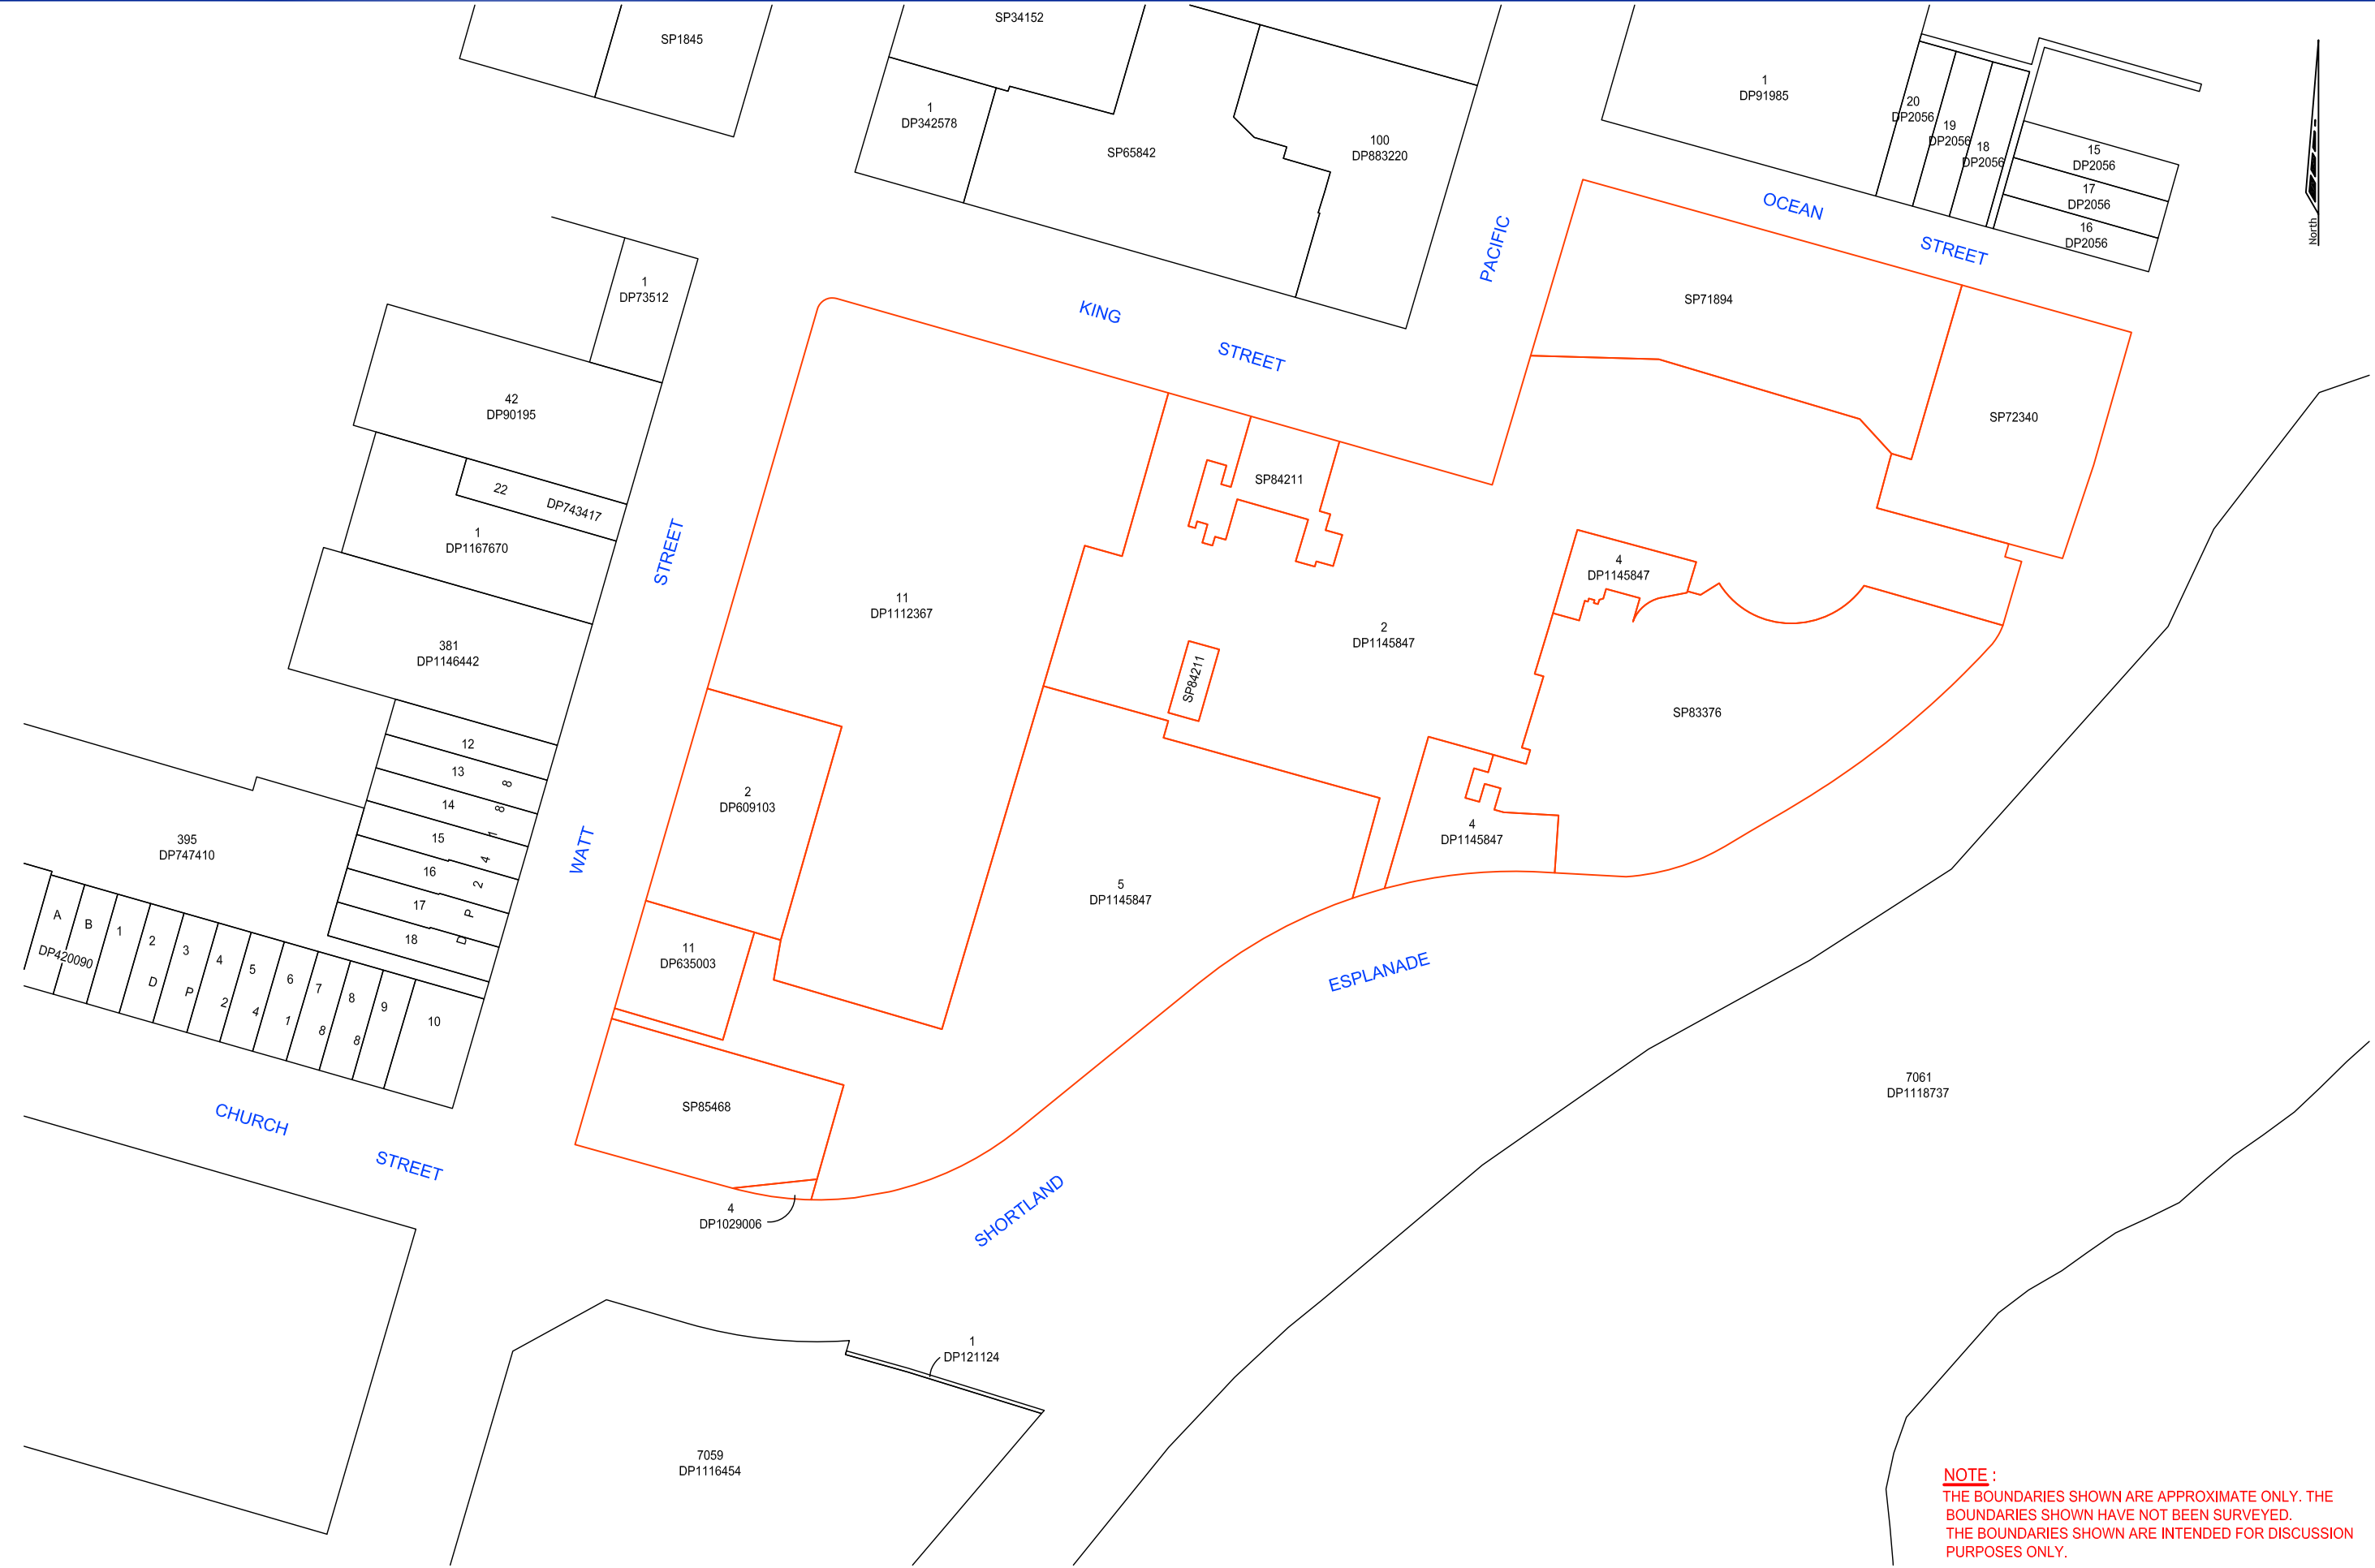 SP34152
SP1845
1
DP342578
SP65842
100
DP883220
1
DP91985
20
DP2056
19
DP2056
18
DP2056
15
DP2056
17
DP2056
16
DP2056
North
OCEAN
STREET
PACIFIC
KING
STREET
1
DP73512
42
DP90195
22 DP743417
1
DP1167670
381
DP1146442
STREET
WATT
SP71894
SP72340
SP84211
4
DP1145847
11
DP1112367
2
DP1145847
SP84211
SP83376
12
13
14
15
16
17
18
DP24188
395
DP747410
2
DP609103
4
DP1145847
5
DP1145847
A
B
DP420090
1
2
3
4
5
6
7
8
9
10
DP24188
11
DP635003
ESPLANADE
SP85468
CHURCH
STREET
4
DP1029006
SHORTLAND
7061
DP1118737
1
DP121124
7059
DP1116454
NOTE :
THE BOUNDARIES SHOWN ARE APPROXIMATE ONLY. THE
BOUNDARIES SHOWN HAVE NOT BEEN SURVEYED.
THE BOUNDARIES SHOWN ARE INTENDED FOR DISCUSSION
PURPOSES ONLY.